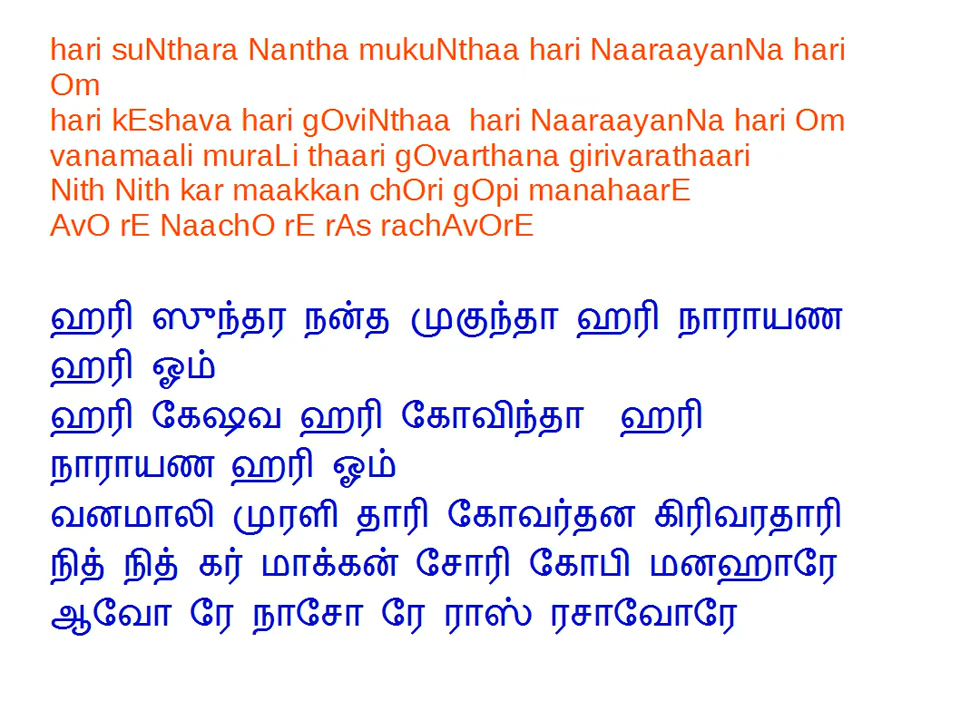 hari suNthara Nantha mukuNthaa hari NaaraayanNa hari
Om
hari kEshava hari gOviNthaa  hari NaaraayanNa hari Om
vanamaali muraLi thaari gOvarthana girivarathaari
Nith Nith kar maakkan chOri gOpi manahaarE
AvO rE NaachO rE rAs rachAvOrE
ஹரி ஸுந்தர நன்த முகுந்தா ஹரி நாராயண
ஹரி ஓம்
ஹரி கேஷவ ஹரி கோவிந்தா  ஹரி
நாராயண ஹரி ஓம்
வனமாலி முரளி தாரி கோவர்தன கிரிவரதாரி
நித் நித் கர் மாக்கன் சோரி கோபி மனஹாரே
ஆவோ ரே நாசோ ரே ராஸ் ரசாவோரே